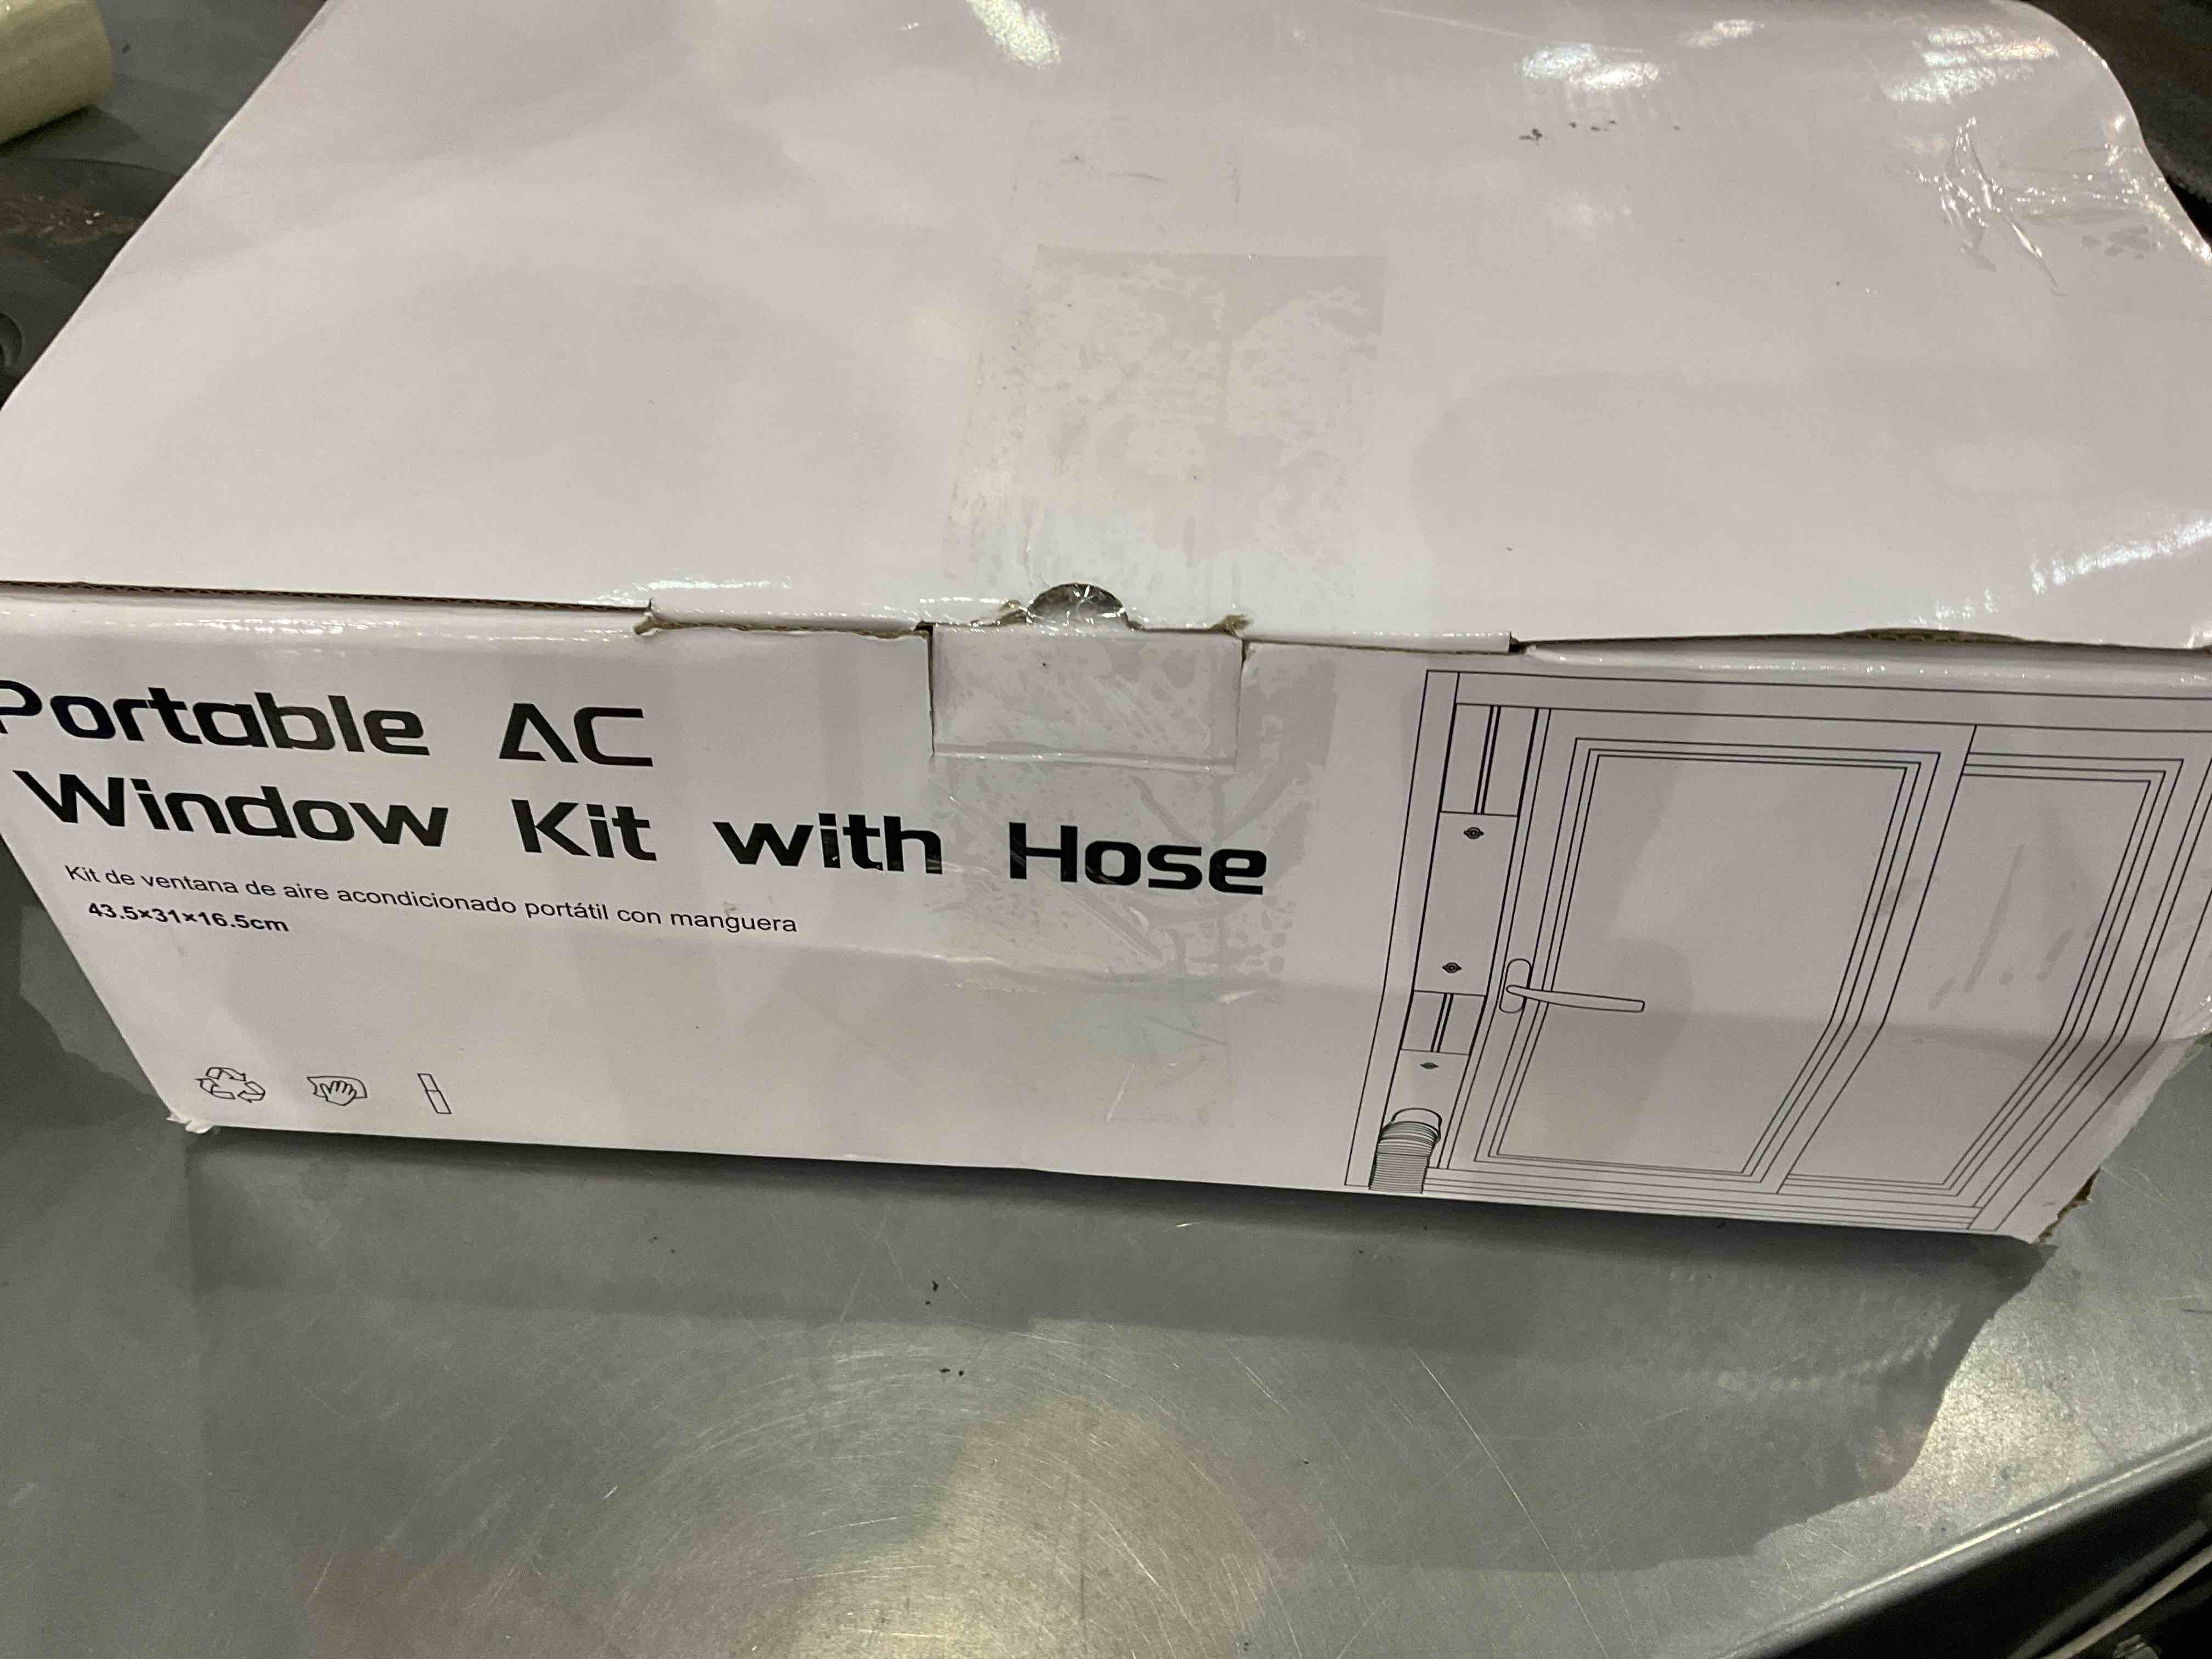 Portable AC
Window Kit with Hose
Kit de ventana de aire acondicionado portátil con manguera
43.5×31×16.5cm